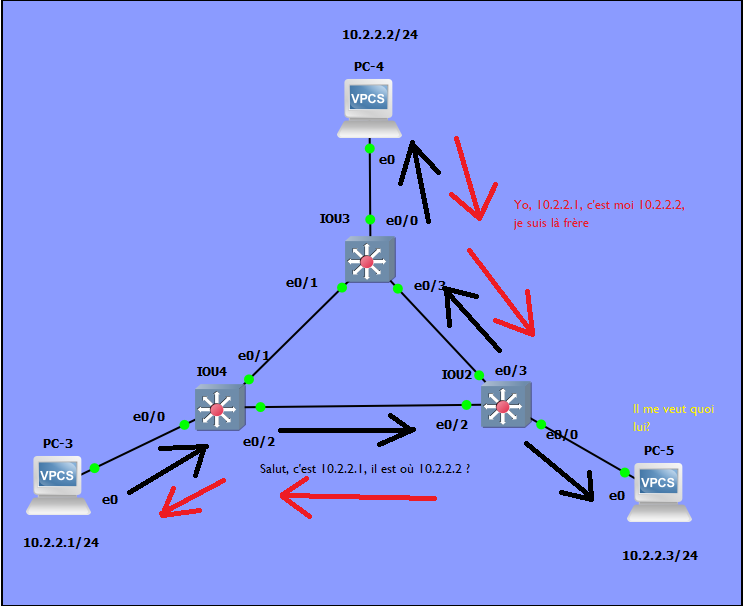 10.2.2.2/24
PC-4
VPCS
e0
IOU3
e0/0
Yo, 10.2.2.1, c'est moi 10.2.2.2,
je suis là frère
e0/1
e0/3
e0/1
IOU4
IOU2
e0/3
e0/0
e0/2
e0/2
e0/0
Il me veut quoi
lui?
PC-3
VPCS
e0
Salut, c'est 10.2.2.1, il est où 10.2.2.2 ?
PC-5
VPCS
e0
10.2.2.1/24
10.2.2.3/24